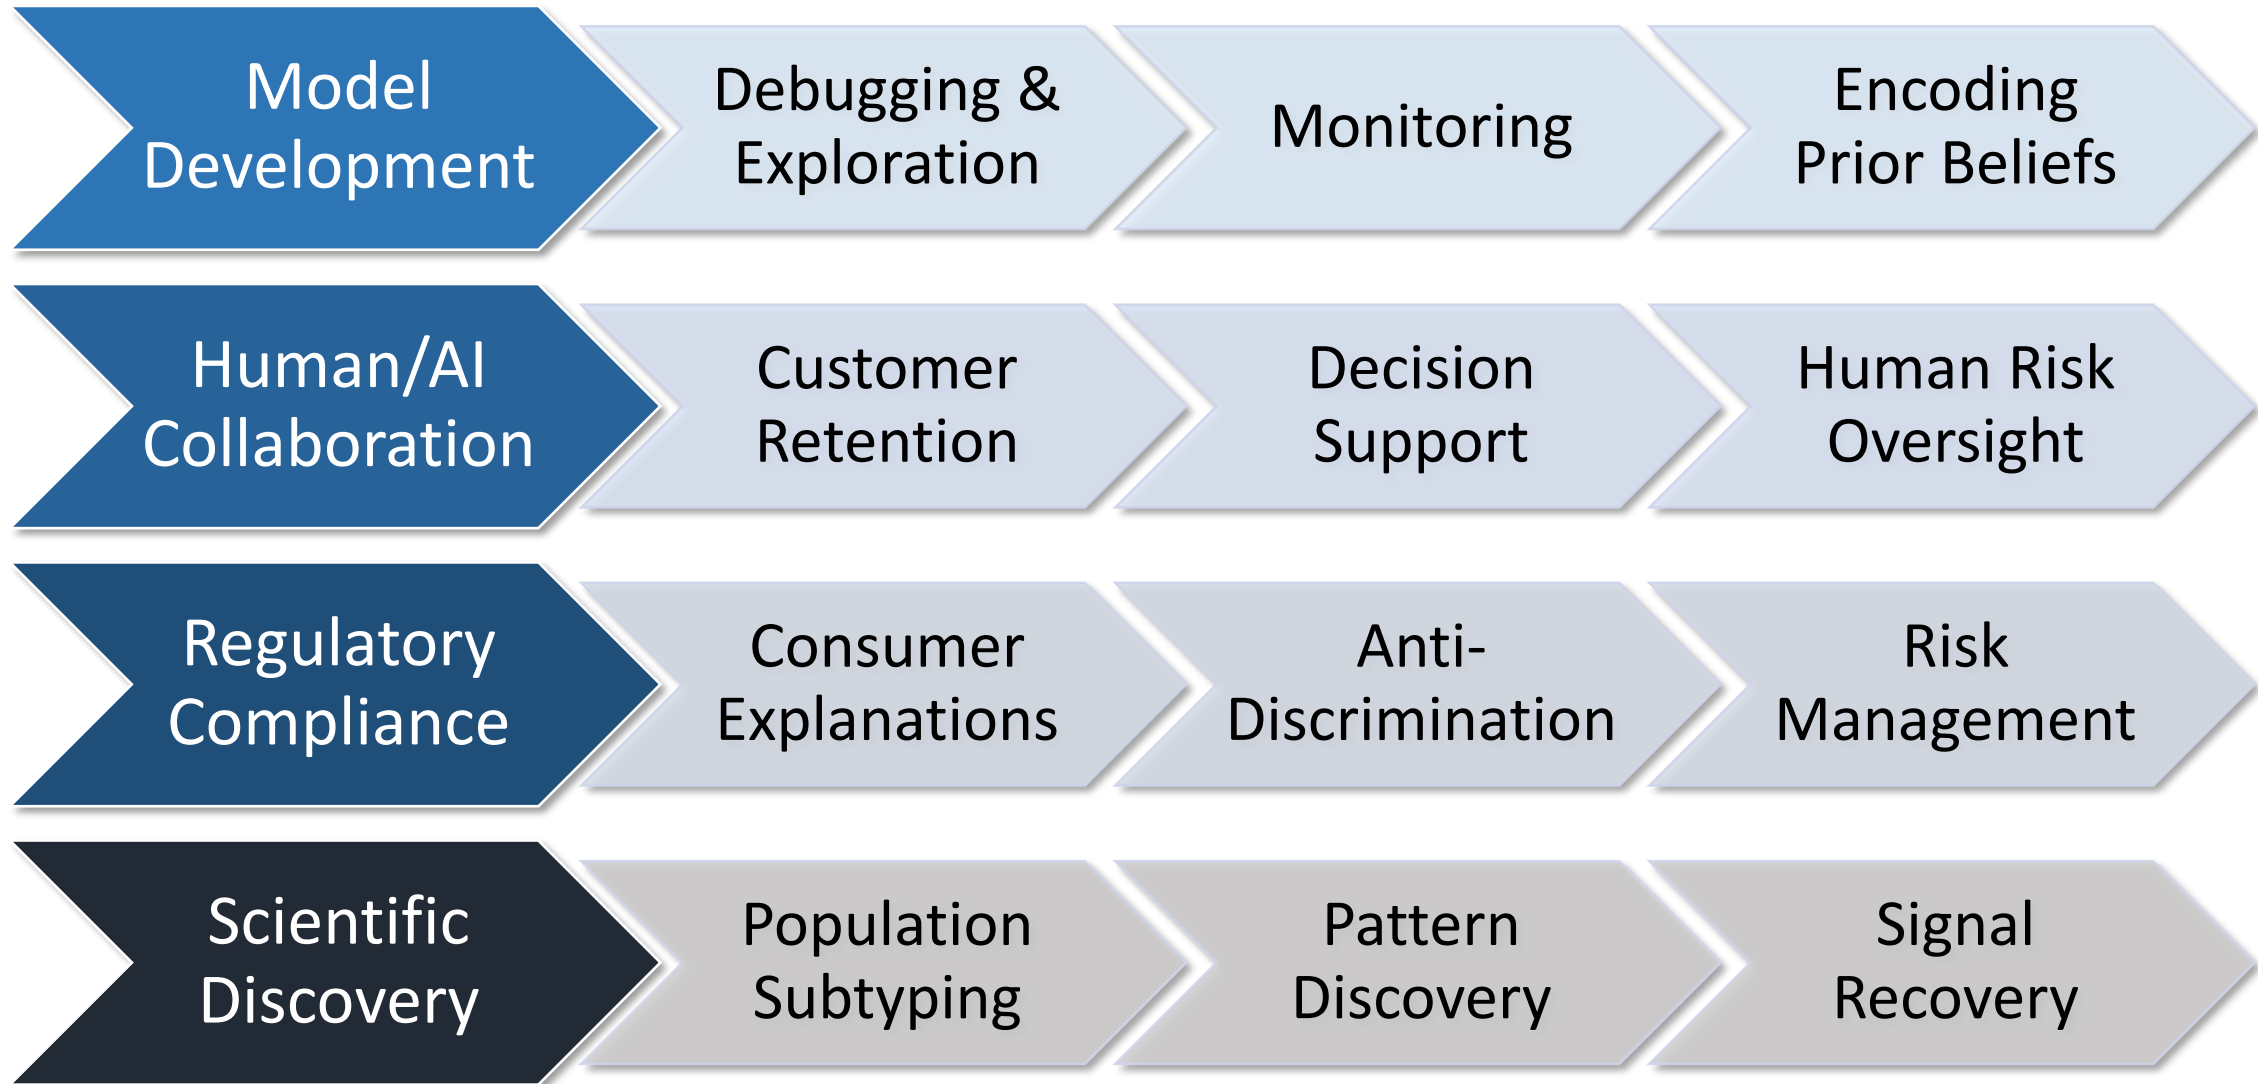 Model
Development
Debugging &
Exploration
Monitoring
Encoding
Prior Beliefs
Human/AI
Collaboration
Customer
Retention
Decision
Support
Human Risk
Oversight
Regulatory
Compliance
Consumer
Explanations
Anti-
Discrimination
Risk
Management
Scientific
Discovery
Population
Subtyping
Pattern
Discovery
Signal
Recovery